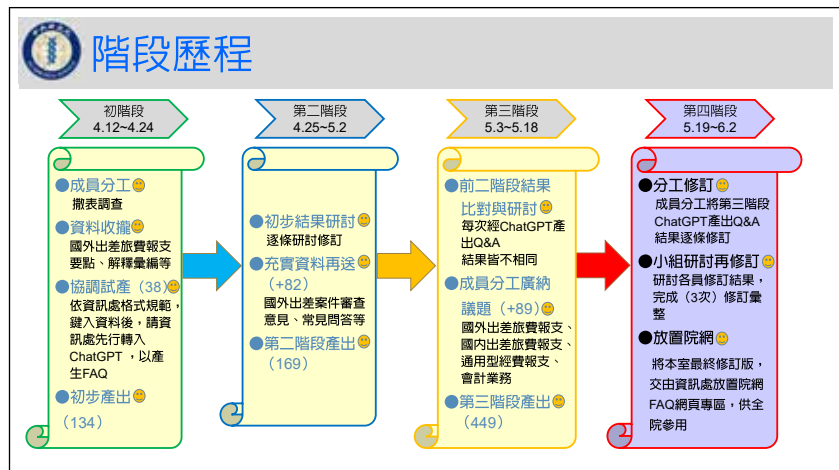 階段歷程
初階段
4.12~4.24
●成員分工
撒表調查
●資料收攏
國外出差旅費報支
要點、解釋彙編等
●協調試產（38）
依資訊處格式規範，
鍵入資料後，請資
訊處先行轉入
ChatGPT ，以產
生FAQ
●初步產出
（134）
第二階段
4.25~5.2
●初步結果研討
逐條研討修訂
●充實資料再送
（+82）
國外出差案件審查
意見、常見問答等
●第二階段產出
（169）
第三階段
5.3~5.18
●前二階段結果
比對與研討
每次經ChatGPT產
出Q&A
結果皆不相同
●成員分工廣納
議題（+89）
國外出差旅費報支、
國內出差旅費報支、
通用型經費報支、
會計業務
●第三階段產出
（449）
第四階段
5.19~6.2
●分工修訂
成員分工將第三階段
ChatGPT產出Q&A
結果逐條修訂
●小組研討再修訂
研討各員修訂結果，
完成（3次）修訂彙
整
●放置院網
將本室最終修訂版，
交由資訊處放置院網
FAQ網頁專區，供全
院參用